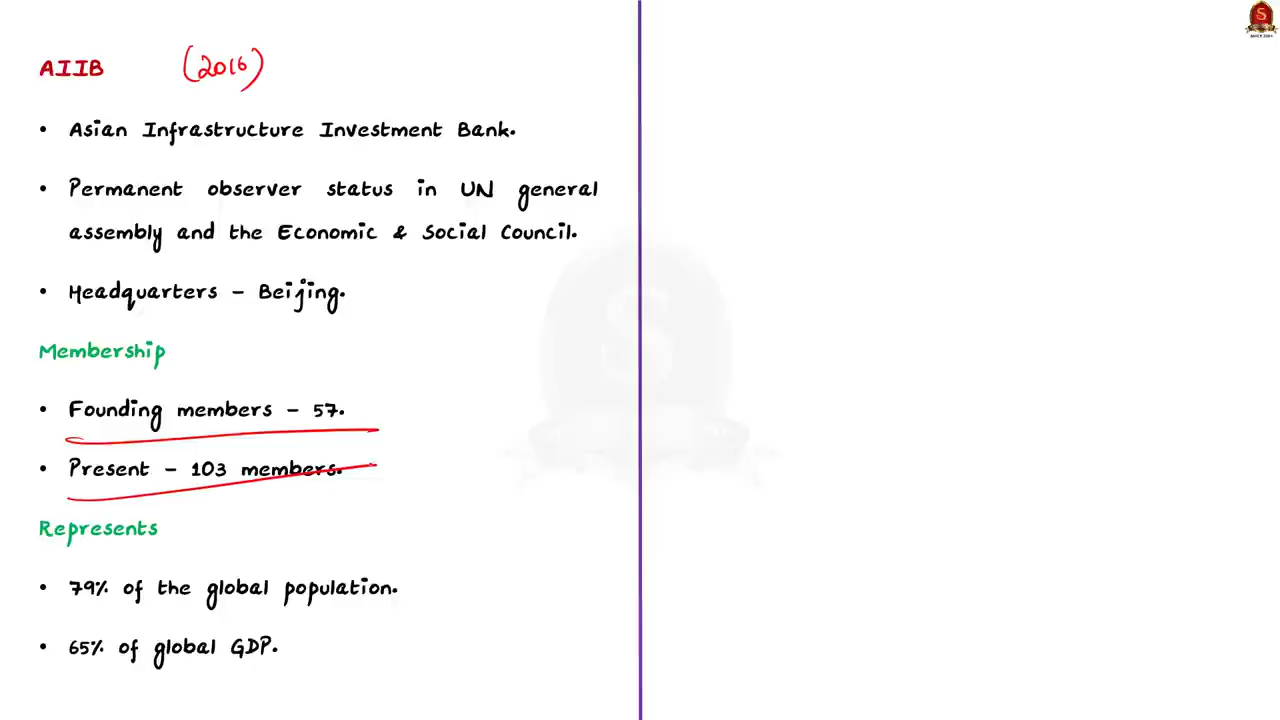 AIIB (2016)
• Asian Infrastructure Investment Bank.
• Permanent observer status in UN general
assembly and the Economic & Social Council.
• Headquarters - Beijing.
Membership
• Founding members - 57.
• Present - 103 members.
Represents
• 79% of the global population.
• 65% of global GDP.
S
S